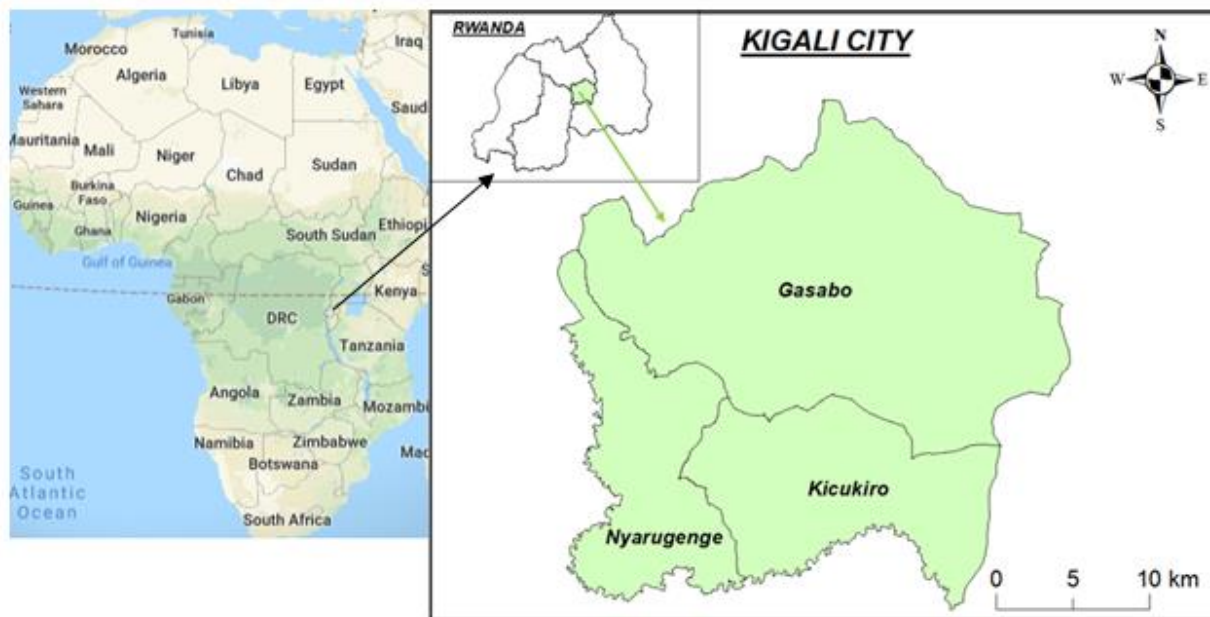 Tunisia
Morocco
Iraq
Algeria
Libya
Egypt
Western
Sahara
Saud
Mauritania
Mali
Niger
Chad
Sudan
Burkina
Faso
Guinea
Nigeria
Ghana
Ethiopi
South Sudan
Gulf of Guinea
S
Gabon
Kenya
DRC
Tanzania
Angola
Zambia
Mozambi
Namibia
Zimbabwe
Botswana
Mad
South
Atlantic
Ocean
South Africa
RWANDA
KIGALI CITY
N
W
E
S
Gasabo
Kicukiro
Nyarugenge
0 5 10 km